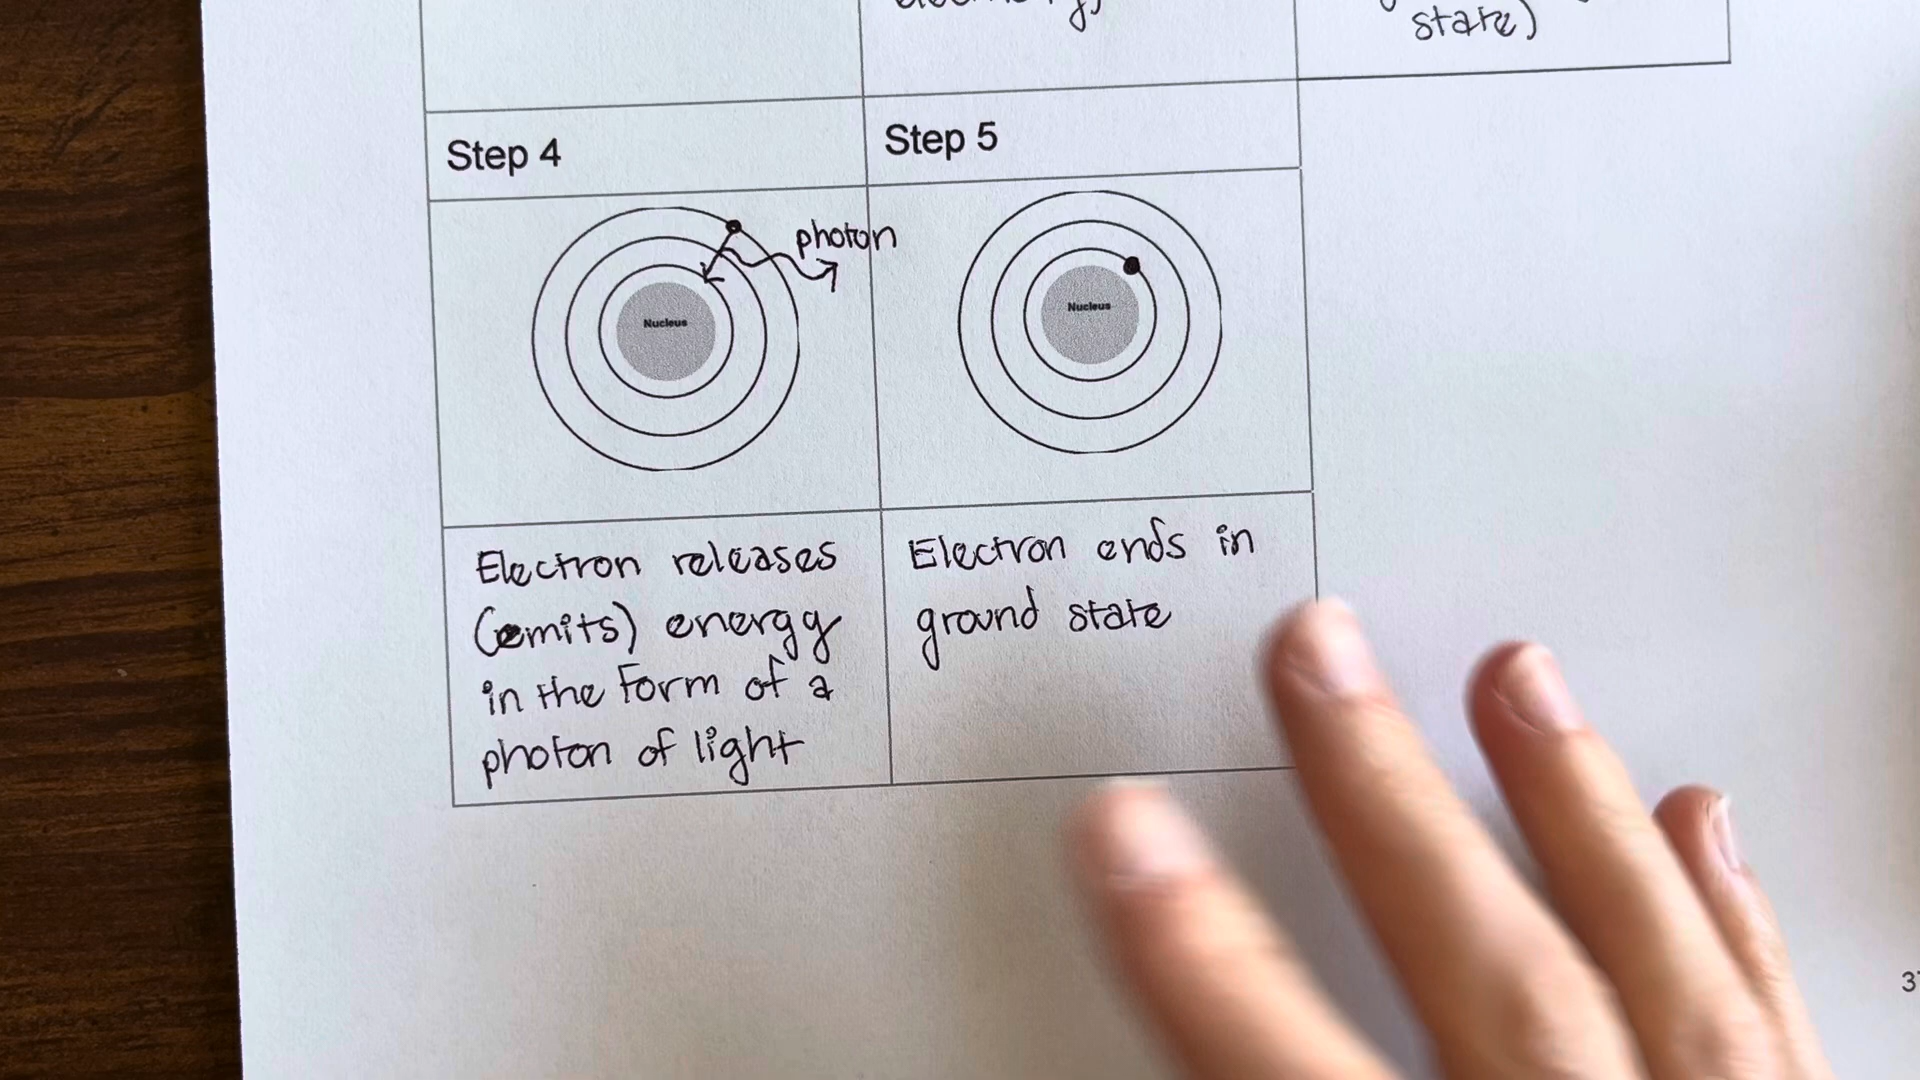 state)
Step 4
Step 5
photon
Nucleus
Nucleus
Electron releases
(emits) energy
in the form of a
photon of light
Electron ends in
ground state